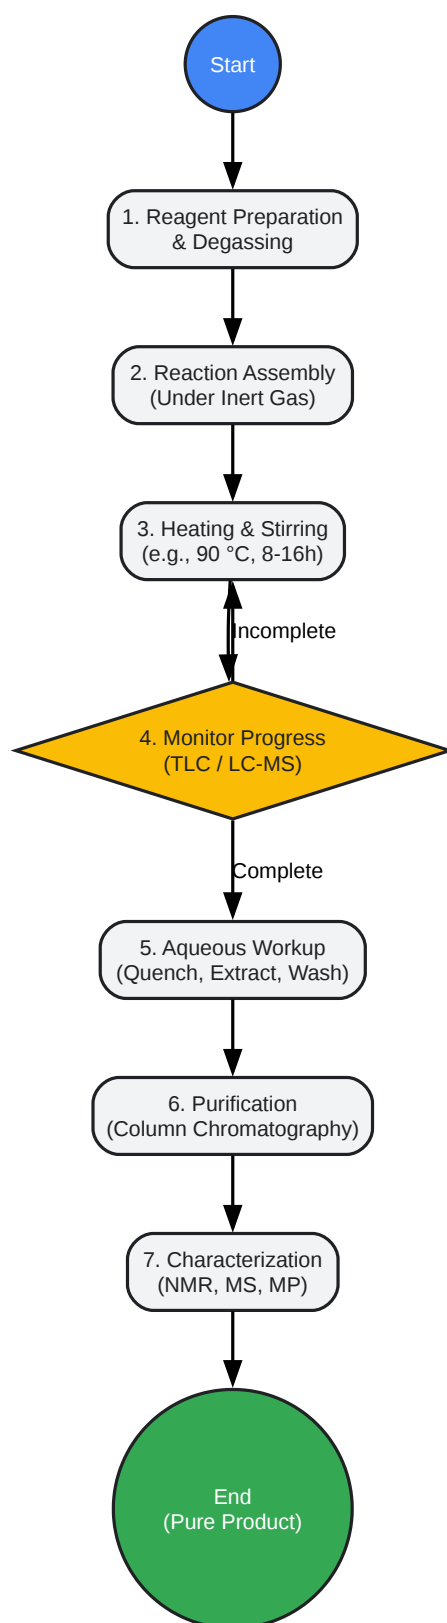 Start
1. Reagent Preparation
& Degassing
2. Reaction Assembly
(Under Inert Gas)
3. Heating & Stirring
(e.g., 90 °C, 8-16h)
Incomplete
4. Monitor Progress
(TLC / LC-MS)
Complete
5. Aqueous Workup
(Quench, Extract, Wash)
6. Purification
(Column Chromatography)
7. Characterization
(NMR, MS, MP)
End
(Pure Product)